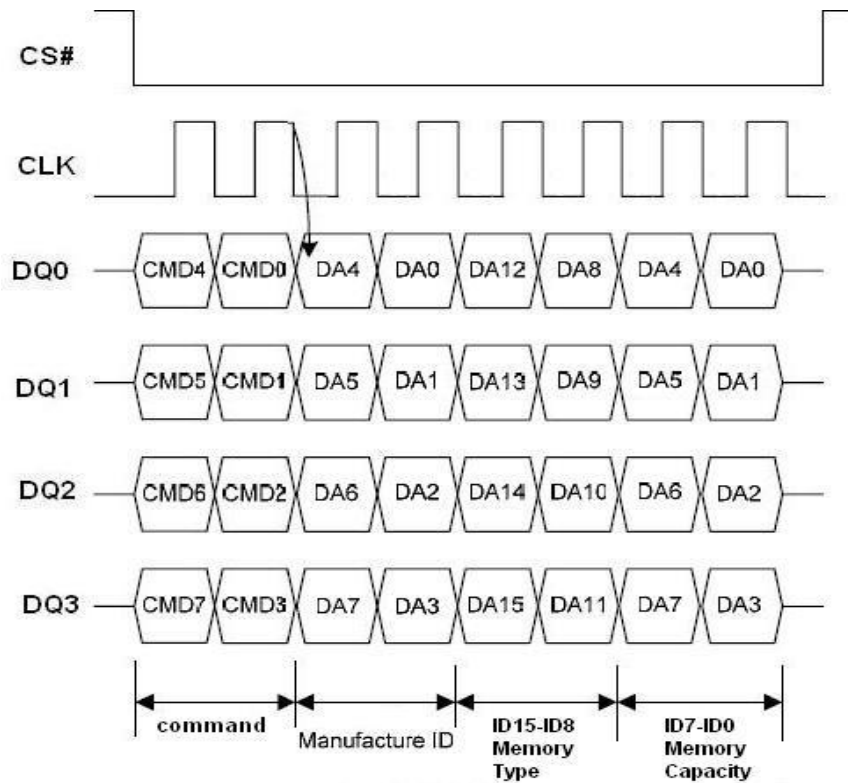 CS#
CLK
DQ0 CMD4 CMD0 DA4 DA0 DA12 DA8 DA4 DA0
DQ1 CMD5 CMD1 DA5 DA1 DA13 DA9 DA5 DA1
DQ2 CMD6 CMD2 DA6 DA2 DA14 DA10 DA6 DA2
DQ3 CMD7 CMD3 DA7 DA3 DA15 DA11 DA7 DA3
command
Manufacture ID
ID15-ID8
Memory
Type
ID7-ID0
Memory
Capacity